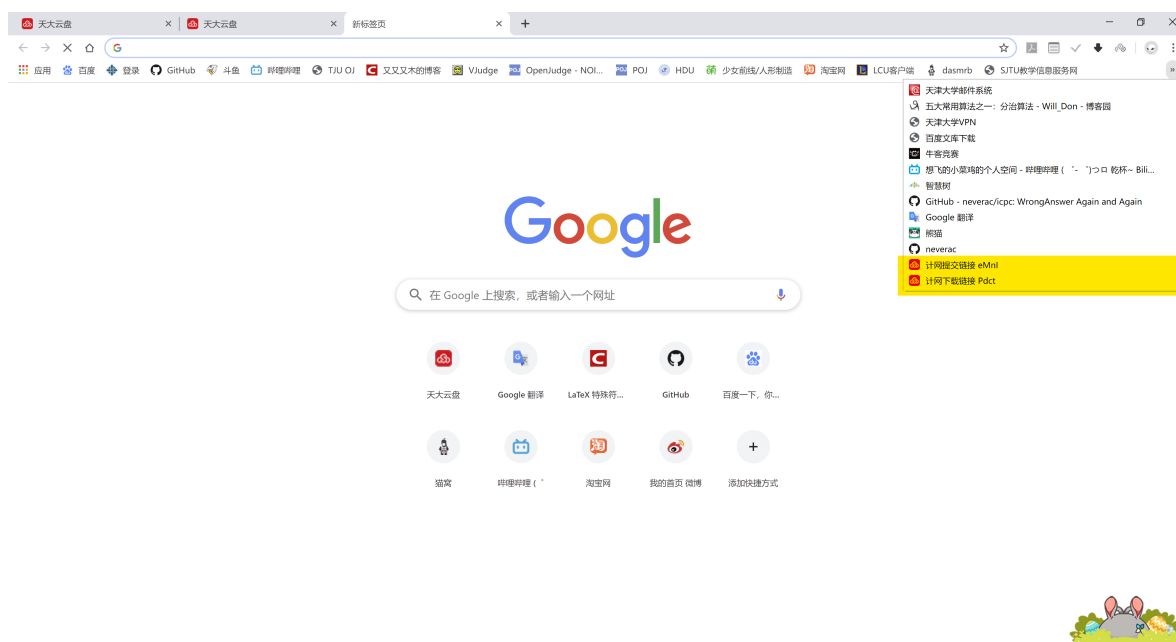 天大云盘
天大云盘
新标签页
应用 百度 登录 GitHub 斗鱼 哔哩哔哩 TJU OJ 又又又木的博客 VJudge OpenJudge - NOI... POJ HDU 少女前线/人形制造 淘宝网 LCU客户端 dasmrb SJTU教学信息服务网 »
天津大学邮件系统
五大常用算法之一：分治算法 - Will_Don - 博客园
天津大学VPN
百度文库下载
牛客竞赛
想飞的小菜鸡的个人空间 - 哔哩哔哩 ( ゜- ゜)つロ 乾杯~ Bili...
智慧树
GitHub - neverac/icpc: WrongAnswer Again and Again
Google 翻译
熊猫
neverac
计网提交链接 eMnI
计网下载链接 Pdct
Google
在 Google 上搜索，或者输入一个网址
天大云盘 Google 翻译 LaTeX 特殊符... GitHub 百度一下，你...
猫窝 哔哩哔哩 ( ゜ 淘宝网 我的首页 微博 添加快捷方式